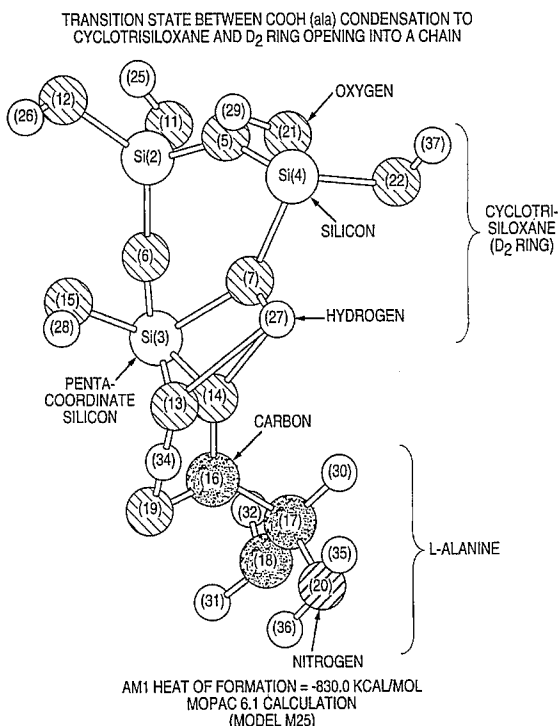 TRANSITION STATE BETWEEN COOH (ala) CONDENSATION TO
CYCLOTRISILOXANE AND D2 RING OPENING INTO A CHAIN
(25)
(12)
(26)
(11)
(29)
(5)
(21)
OXYGEN
(37)
Si(2)
Si(4)
(22)
SILICON
CYCLOTRI-
SILOXANE
(D2 RING)
(6)
(7)
(15)
(28)
(27)
HYDROGEN
Si(3)
PENTA-
COORDINATE
SILICON
(13)
(14)
CARBON
(34)
(16)
(30)
(19)
(32)
(17)
(18)
(35)
L-ALANINE
(31)
(20)
(36)
NITROGEN
AM1 HEAT OF FORMATION = -830.0 KCAL/MOL
MOPAC 6.1 CALCULATION
(MODEL M25)